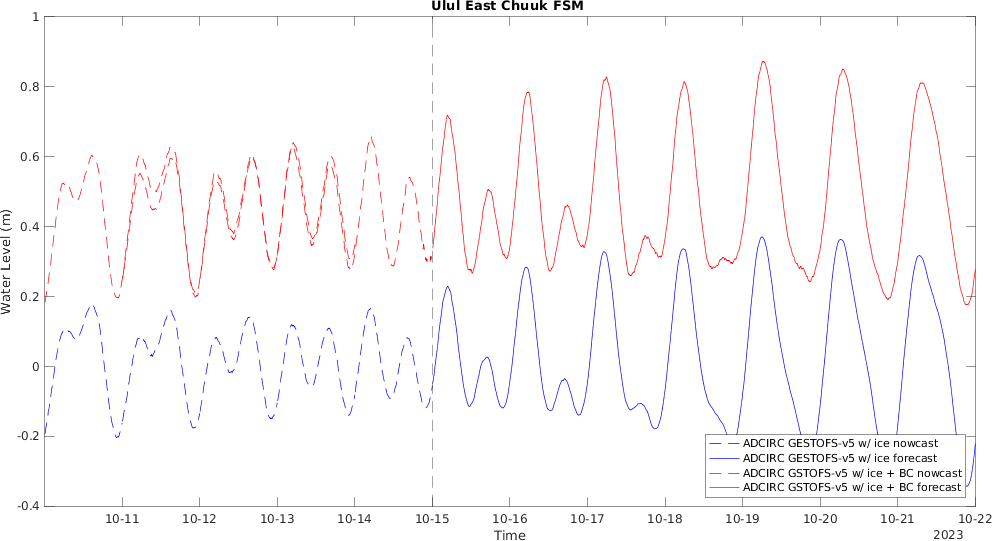 Ulul East Chuuk FSM
1
0.8
0.6
0.4
0.2
0
-0.2
-0.4
Water Level (m)
ADCIRC GESTOFS-v5 w/ ice nowcast
ADCIRC GESTOFS-v5 w/ ice forecast
ADCIRC GSTOFS-v5 w/ ice + BC nowcast
ADCIRC GSTOFS-v5 w/ ice + BC forecast
10-11 10-12 10-13 10-14 10-15 10-16 10-17 10-18 10-19 10-20 10-21 10-22
Time
2023